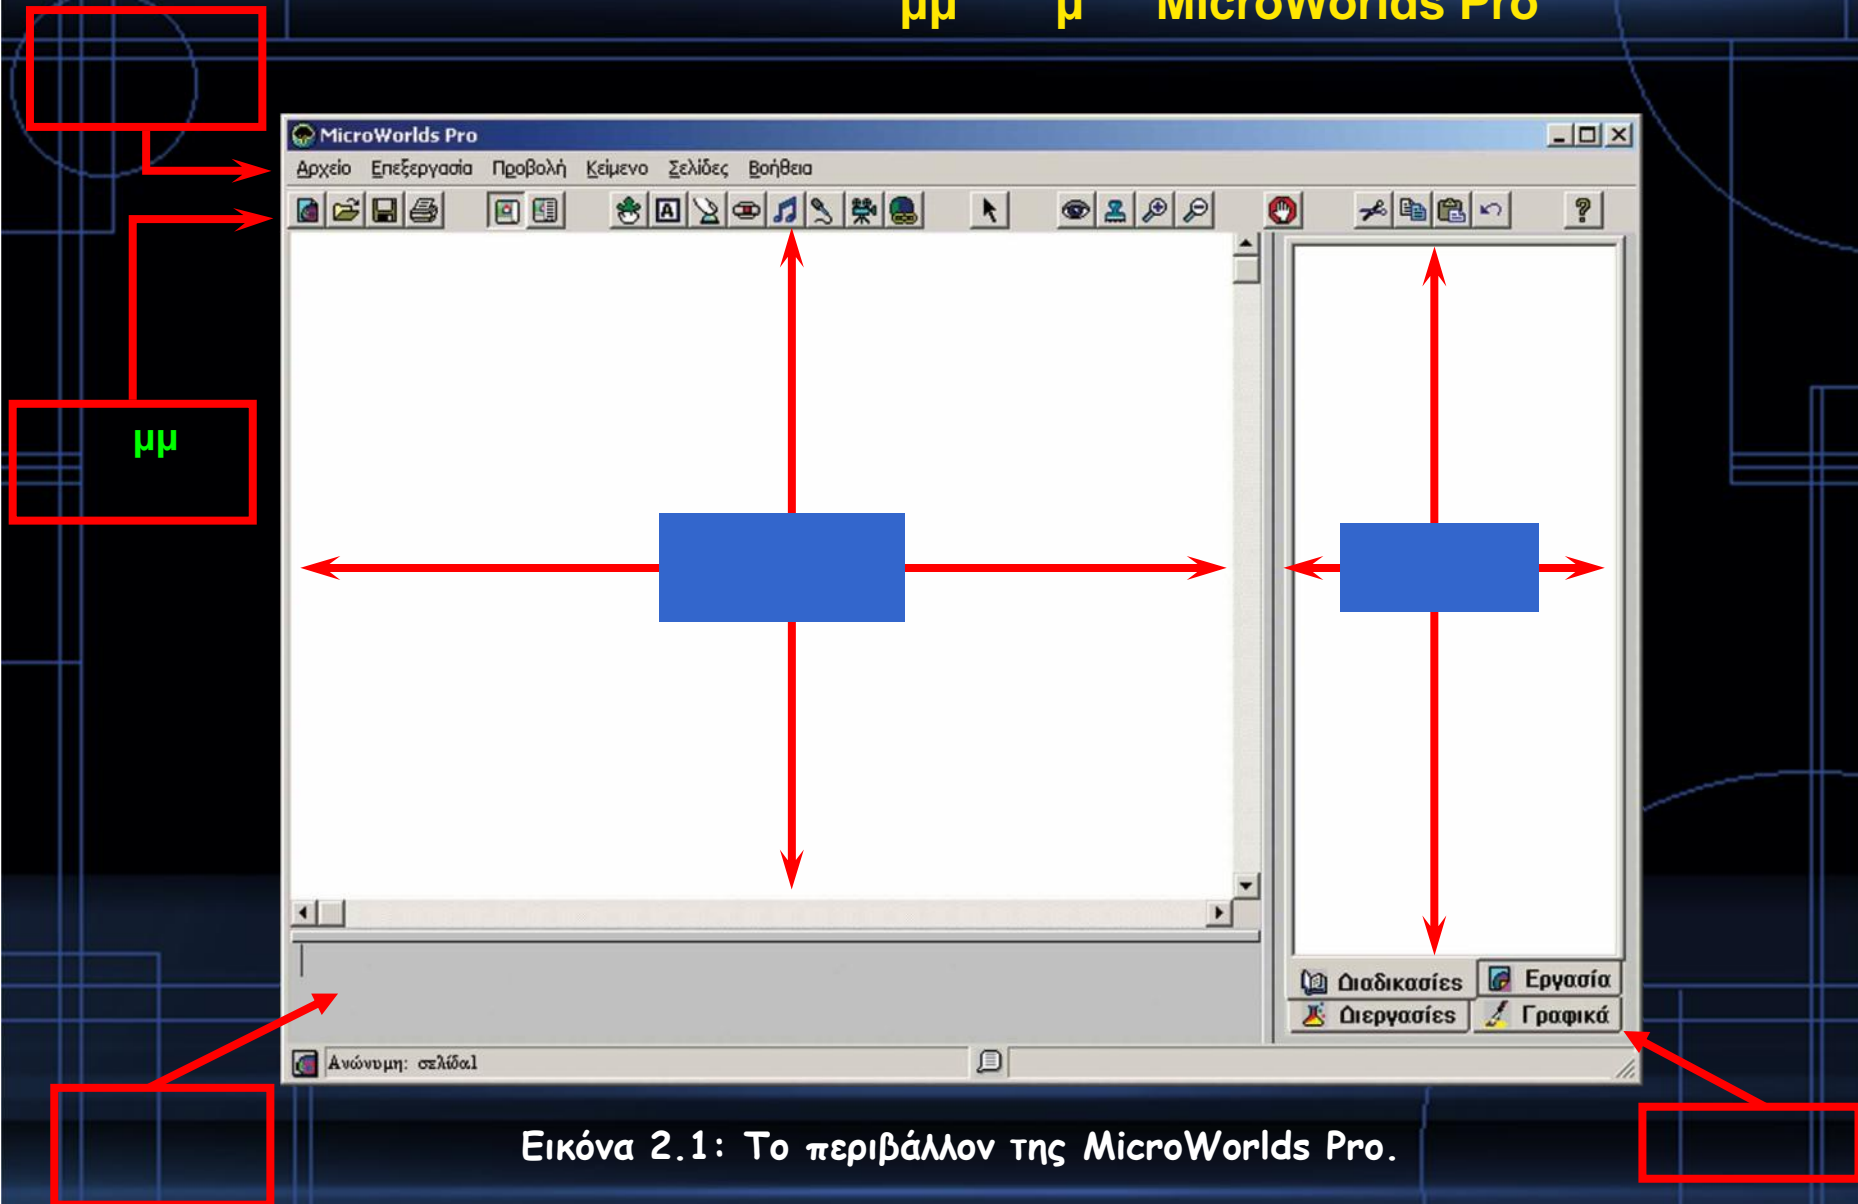 μμ μ MicroWorlds Pro
MicroWorlds Pro
Αρχείο Επεξεργασία Προβολή Κείμενο Σελίδες Βοήθεια
μμ
Διαδικασίες Εργασία
Διεργασίες Γραφικά
Ανώνυμη: σελίδα1
Εικόνα 2.1: Το περιβάλλον της MicroWorlds Pro.